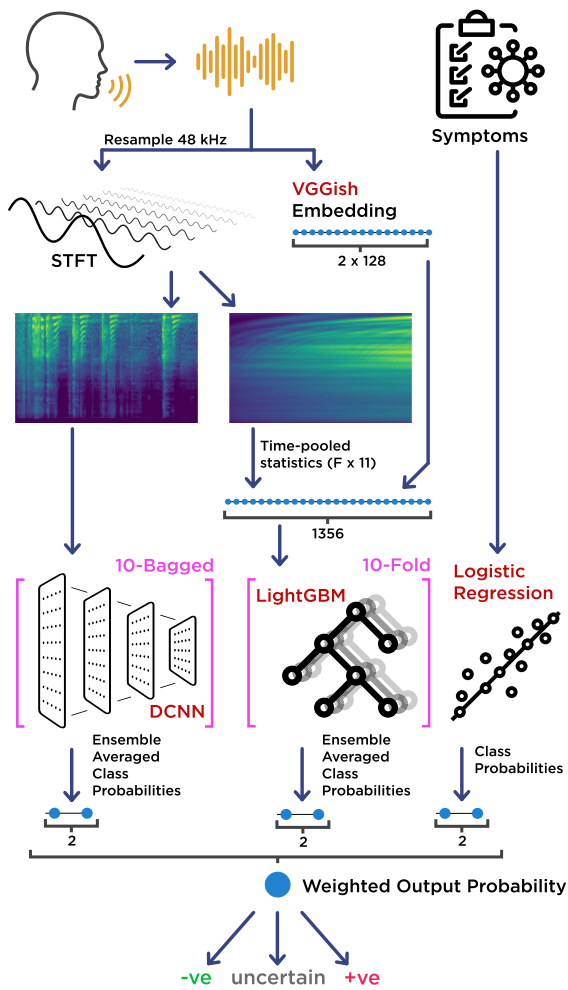 Symptoms
Resample 48 kHz
VGGish
Embedding
STFT
2 x 128
Time-pooled
statistics (F x 11)
1356
10-Bagged
10-Fold
Logistic
Regression
LightGBM
DCNN
Ensemble
Averaged
Class
Probabilities
Ensemble
Averaged
Class
Probabilities
Class
Probabilities
2
2
2
Weighted Output Probability
-ve uncertain +ve